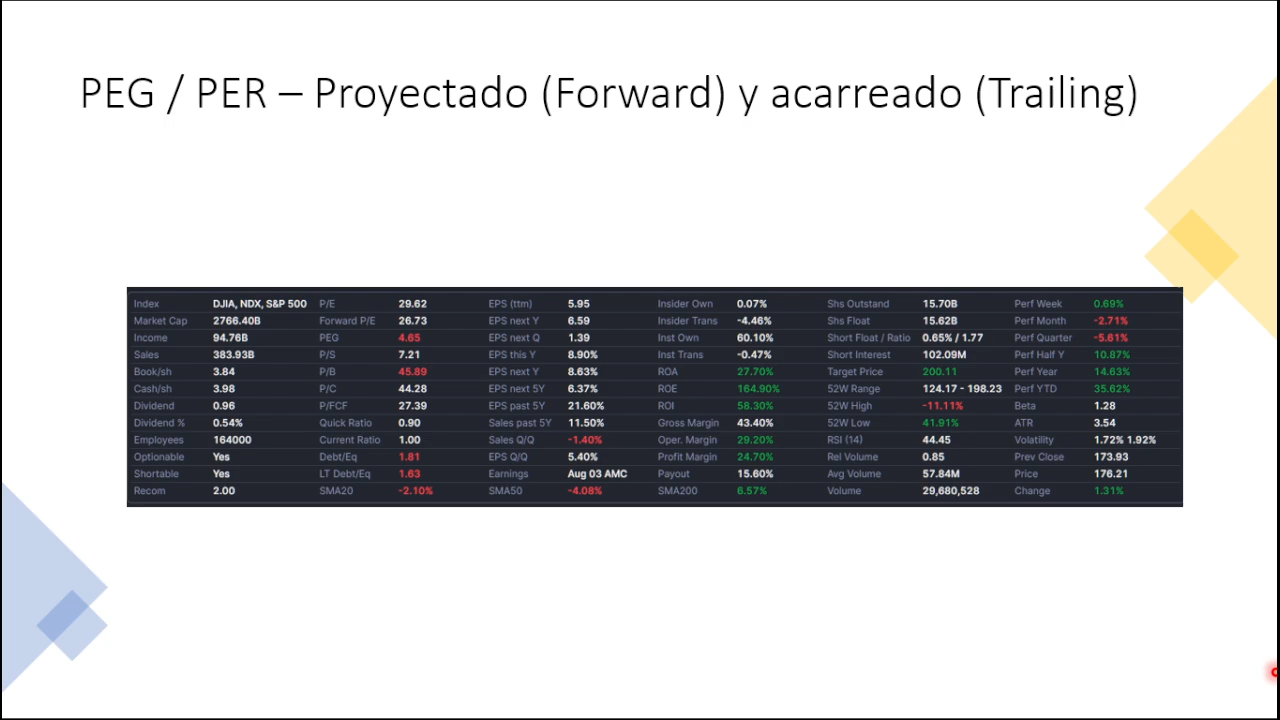 PEG / PER – Proyectado (Forward) y acarreado (Trailing)
Index DJIA, NDX, S&P 500 P/E 29.62 EPS (ttm) 5.95 Insider Own 0.07% Shs Outstand 15.70B Perf Week 0.69%
Market Cap 2766.40B Forward P/E 26.73 EPS next Y 6.59 Insider Trans -4.46% Shs Float 15.62B Perf Month -2.71%
Income 94.76B PEG 4.65 EPS next Q 1.39 Inst Own 60.10% Short Float / Ratio 0.65% / 1.77 Perf Quarter -5.61%
Sales 383.93B P/S 7.21 EPS this Y 8.90% Inst Trans -0.47% Short Interest 102.09M Perf Half Y 10.87%
Book/sh 3.84 P/B 45.89 EPS next Y 8.63% ROA 27.70% Target Price 200.11 Perf Year 14.63%
Cash/sh 3.98 P/C 44.28 EPS next 5Y 6.37% ROE 164.90% 52W Range 124.17 - 198.23 Perf YTD 35.62%
Dividend 0.96 P/FCF 27.39 EPS past 5Y 21.60% ROI 58.30% 52W High -11.11% Beta 1.28
Dividend % 0.54% Quick Ratio 0.90 Sales past 5Y 11.50% Gross Margin 43.40% 52W Low 41.91% ATR 3.54
Employees 164000 Current Ratio 1.00 Sales Q/Q -1.40% Oper. Margin 29.20% RSI (14) 44.45 Volatility 1.72% 1.92%
Optionable Yes Debt/Eq 1.81 EPS Q/Q 5.40% Profit Margin 24.70% Rel Volume 0.85 Prev Close 173.93
Shortable Yes LT Debt/Eq 1.63 Earnings Aug 03 AMC Payout 15.60% Avg Volume 57.84M Price 176.21
Recom 2.00 SMA20 -2.10% SMA50 -4.08% SMA200 6.57% Volume 29,680,528 Change 1.31%